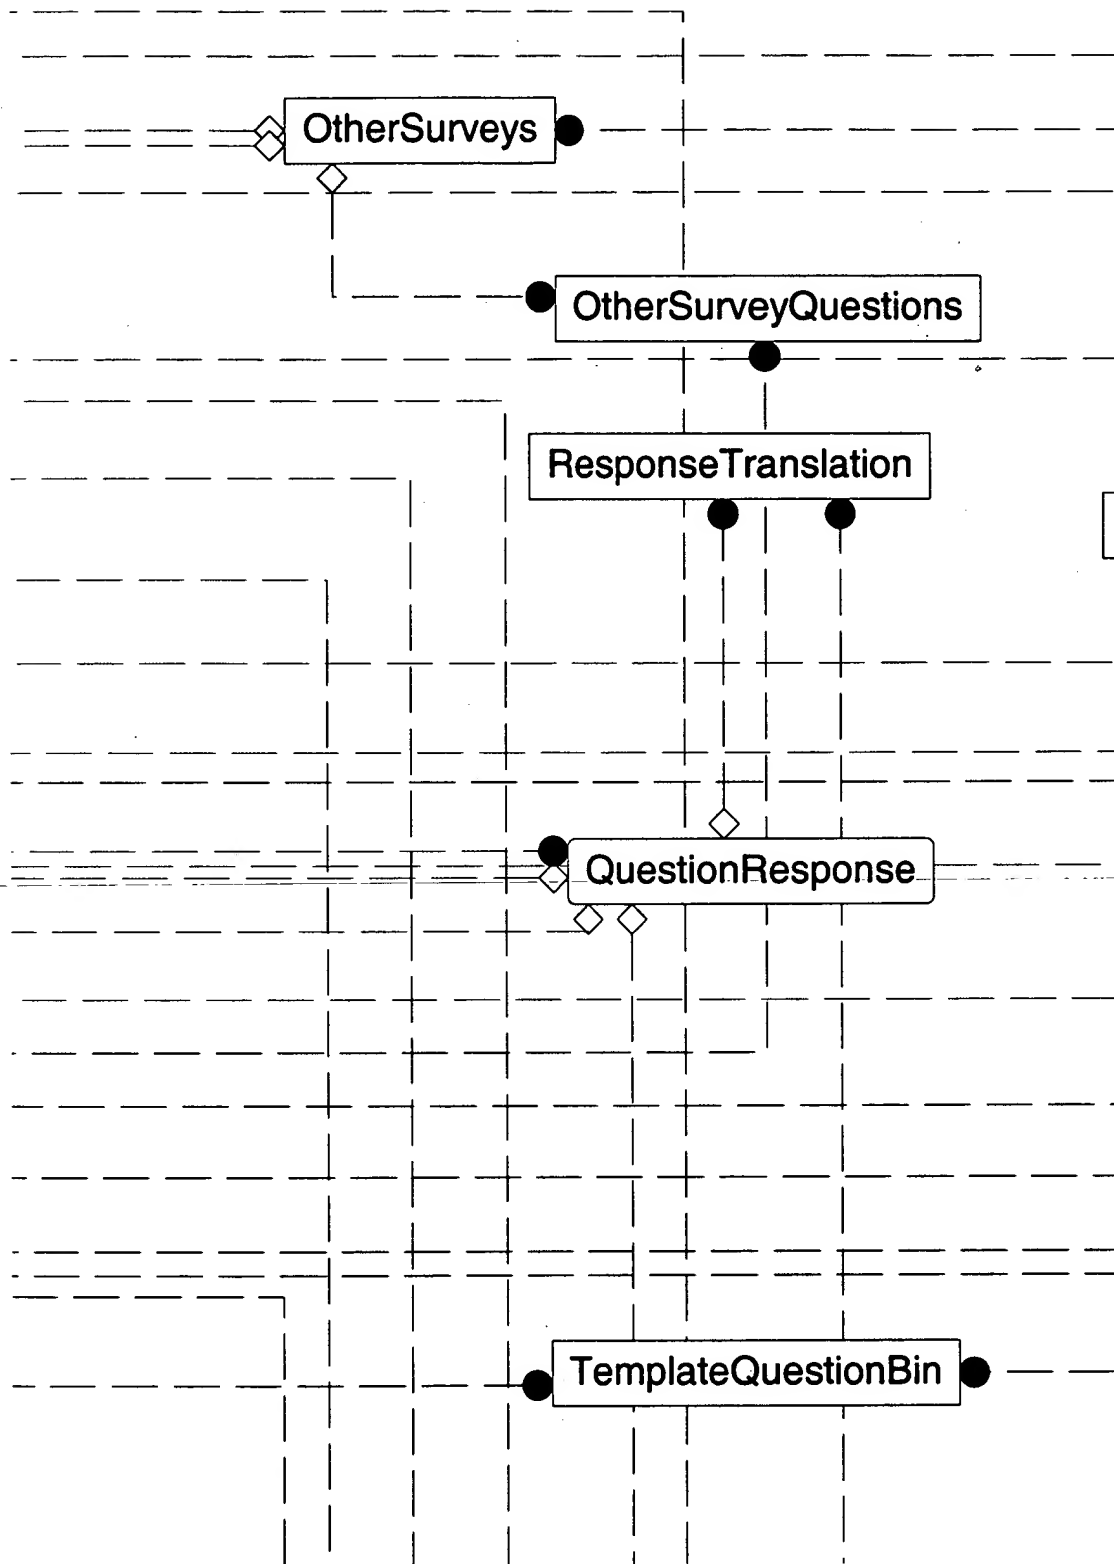 OtherSurveys
OtherSurveyQuestions
ResponseTranslation
QuestionResponse
TemplateQuestionBin